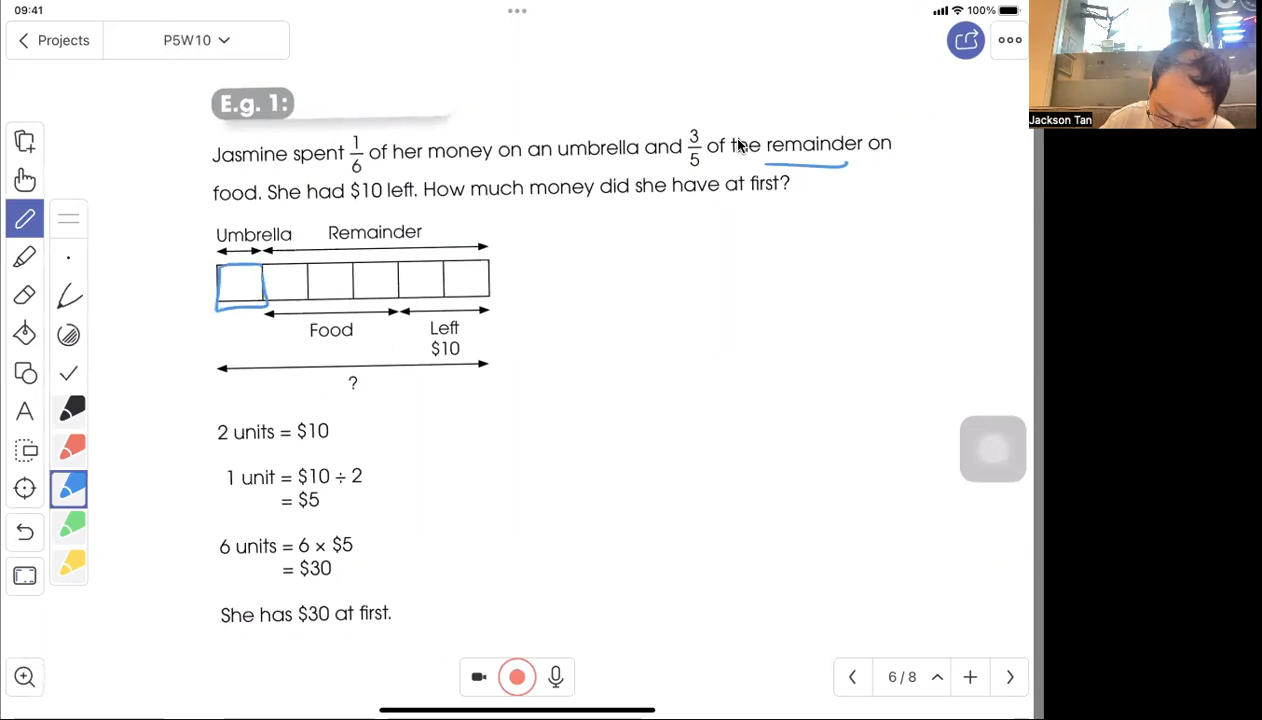 09:41
100%
Projects
P5W10
Jackson Tan
E.g. 1:
Jasmine spent 1/6 of her money on an umbrella and 3/5 of the remainder on
food. She had $10 left. How much money did she have at first?
Umbrella Remainder
Food Left
$10
?
2 units = $10
1 unit = $10 ÷ 2
= $5
6 units = 6 × $5
= $30
She has $30 at first.
A
6 / 8